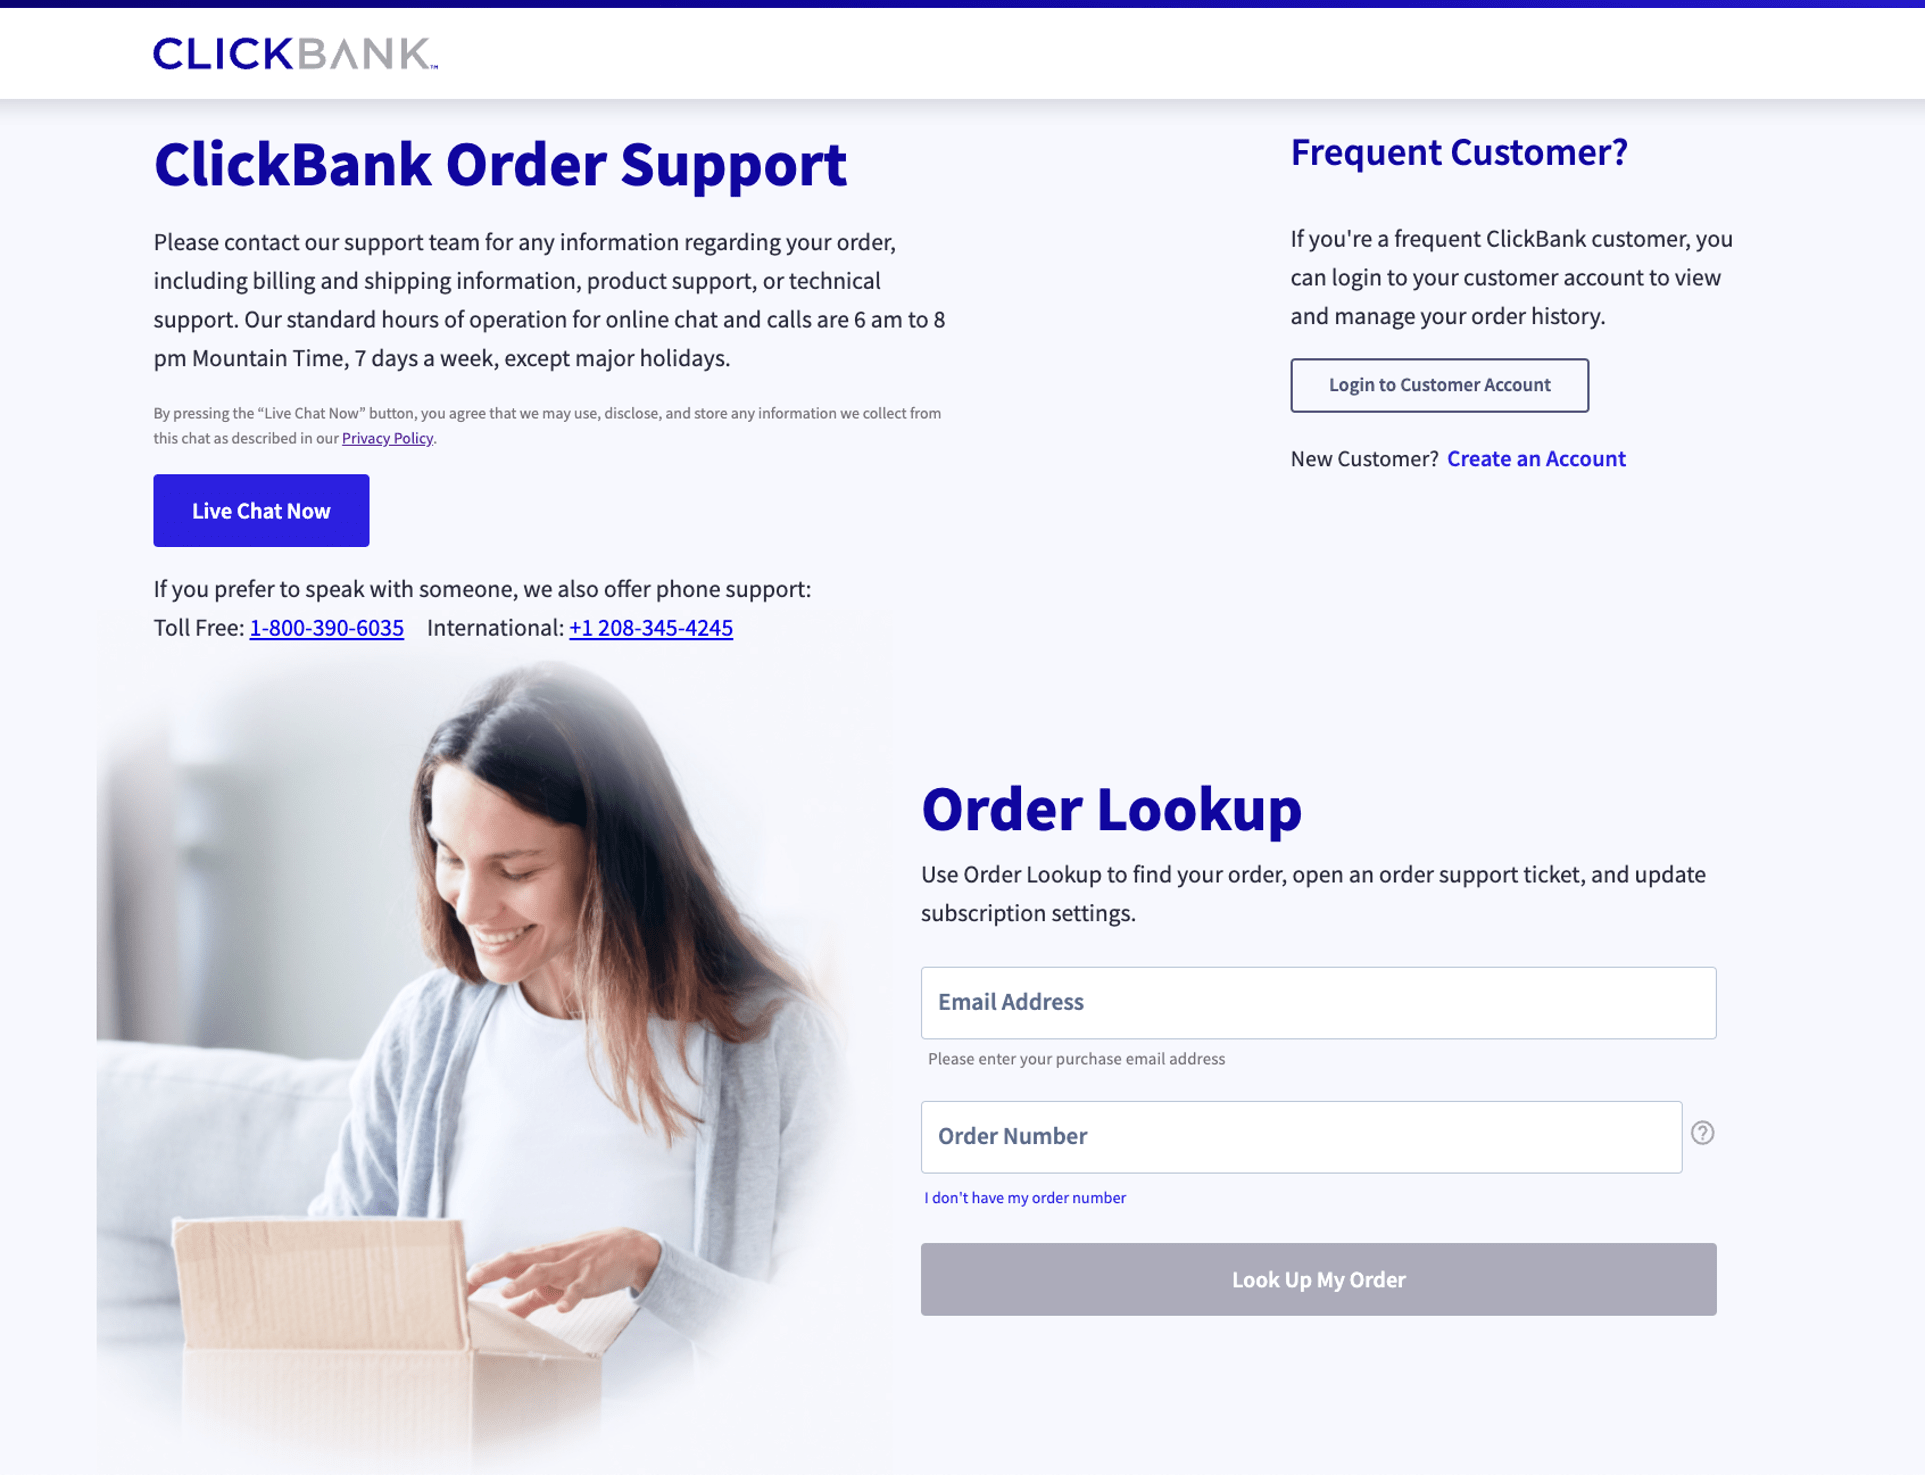 CLICKBANK™
ClickBank Order Support
Please contact our support team for any information regarding your order,
including billing and shipping information, product support, or technical
support. Our standard hours of operation for online chat and calls are 6 am to 8
pm Mountain Time, 7 days a week, except major holidays.
By pressing the “Live Chat Now” button, you agree that we may use, disclose, and store any information we collect from
this chat as described in our Privacy Policy.
Live Chat Now
If you prefer to speak with someone, we also offer phone support:
Toll Free: 1-800-390-6035 International: +1 208-345-4245
Frequent Customer?
If you're a frequent ClickBank customer, you
can login to your customer account to view
and manage your order history.
Login to Customer Account
New Customer? Create an Account
Order Lookup
Use Order Lookup to find your order, open an order support ticket, and update
subscription settings.
Email Address
Please enter your purchase email address
Order Number
?
I don't have my order number
Look Up My Order